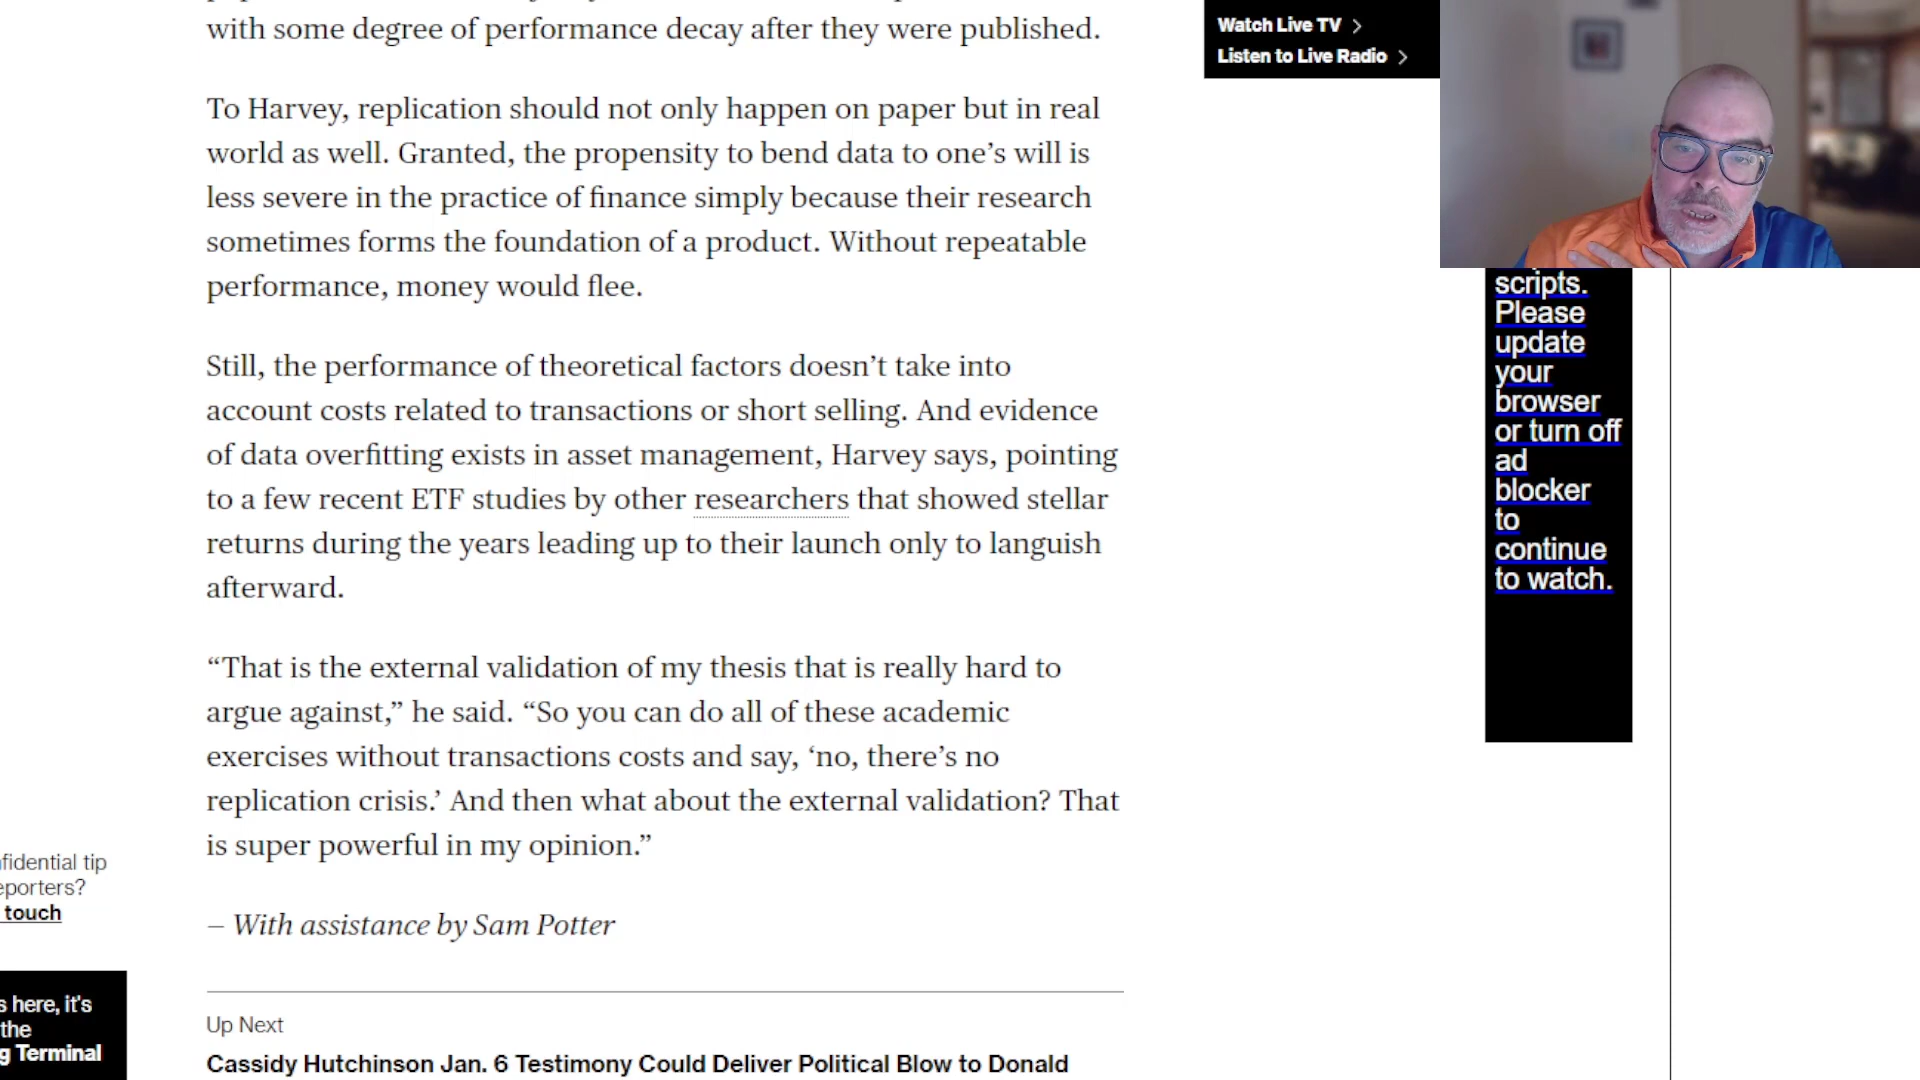 with some degree of performance decay after they were published.
To Harvey, replication should not only happen on paper but in real
world as well. Granted, the propensity to bend data to one’s will is
less severe in the practice of finance simply because their research
sometimes forms the foundation of a product. Without repeatable
performance, money would flee.
Still, the performance of theoretical factors doesn’t take into
account costs related to transactions or short selling. And evidence
of data overfitting exists in asset management, Harvey says, pointing
to a few recent ETF studies by other researchers that showed stellar
returns during the years leading up to their launch only to languish
afterward.
“That is the external validation of my thesis that is really hard to
argue against,” he said. “So you can do all of these academic
exercises without transactions costs and say, ‘no, there’s no
replication crisis.’ And then what about the external validation? That
is super powerful in my opinion.”
— With assistance by Sam Potter
Up Next
Cassidy Hutchinson Jan. 6 Testimony Could Deliver Political Blow to Donald
Watch Live TV >
Listen to Live Radio >
scripts.
Please
update
your
browser
or turn off
ad
blocker
to
continue
to watch.
nfidential tip
eporters?
touch
s here, it's
the
g Terminal